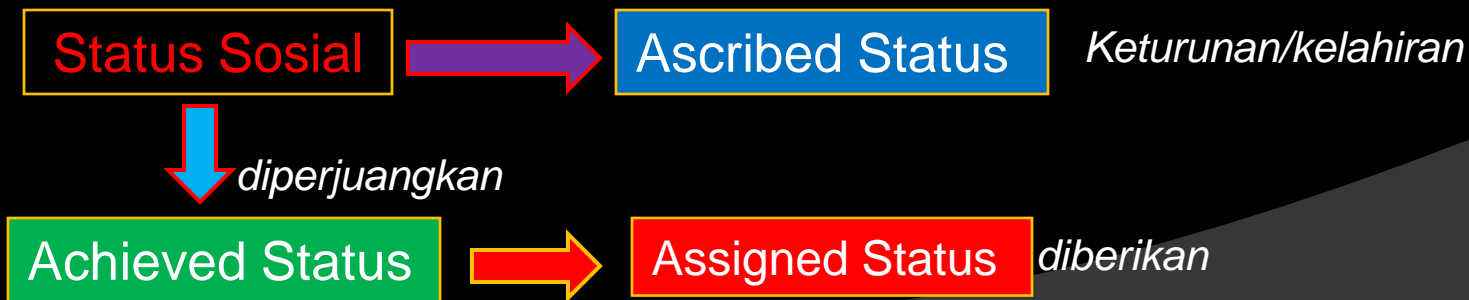 Status Sosial
Ascribed Status
Keturunan/kelahiran
diperjuangkan
Achieved Status
Assigned Status
diberikan